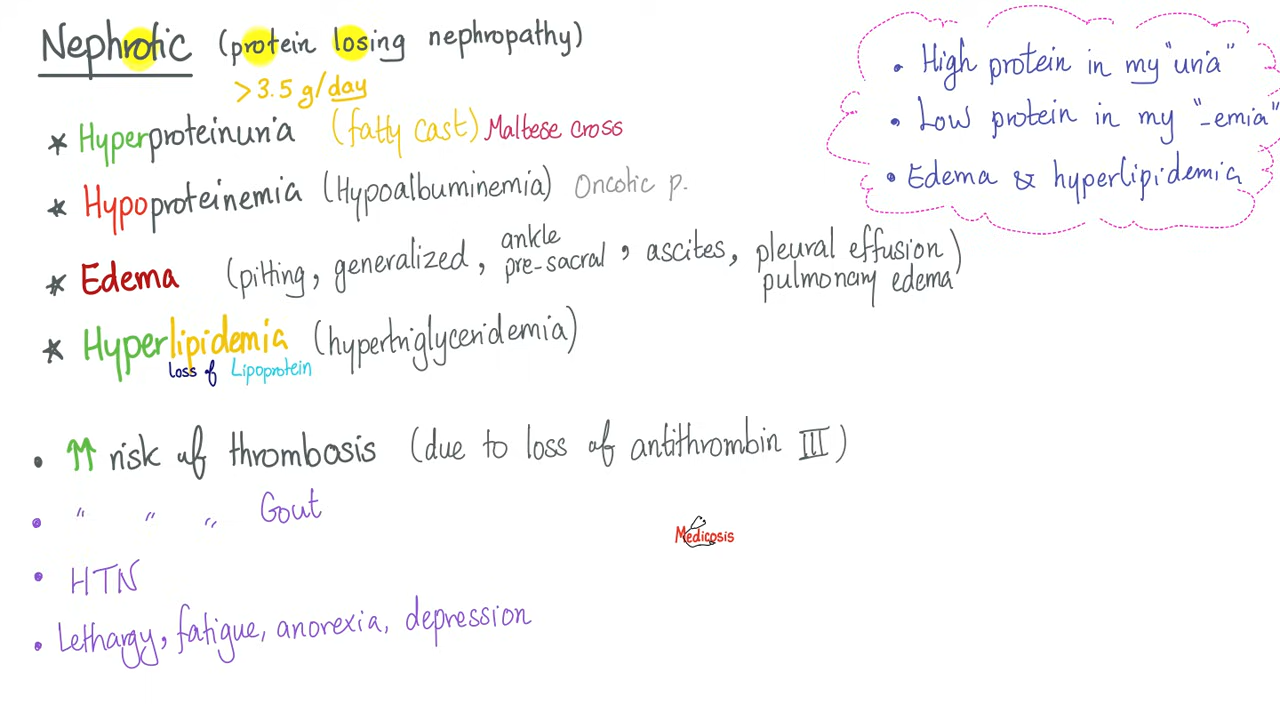 Nephrotic (protein losing nephropathy)
> 3.5 g/day
* Hyperproteinuria (fatty cast) Maltese cross
* Hypoproteinemia (Hypoalbuminemia) Oncotic p.
* Edema (pitting, generalized, ankle pre-sacral, ascites, pleural effusion pulmonary edema)
* Hyperlipidemia (hypertriglyceridemia)
Loss of Lipoprotein
• ↑↑ risk of thrombosis (due to loss of antithrombin III)
• " " " Gout
• HTN
• Lethargy, fatigue, anorexia, depression
• High protein in my "uria"
• Low protein in my "-emia"
• Edema & hyperlipidemia
Medicosis